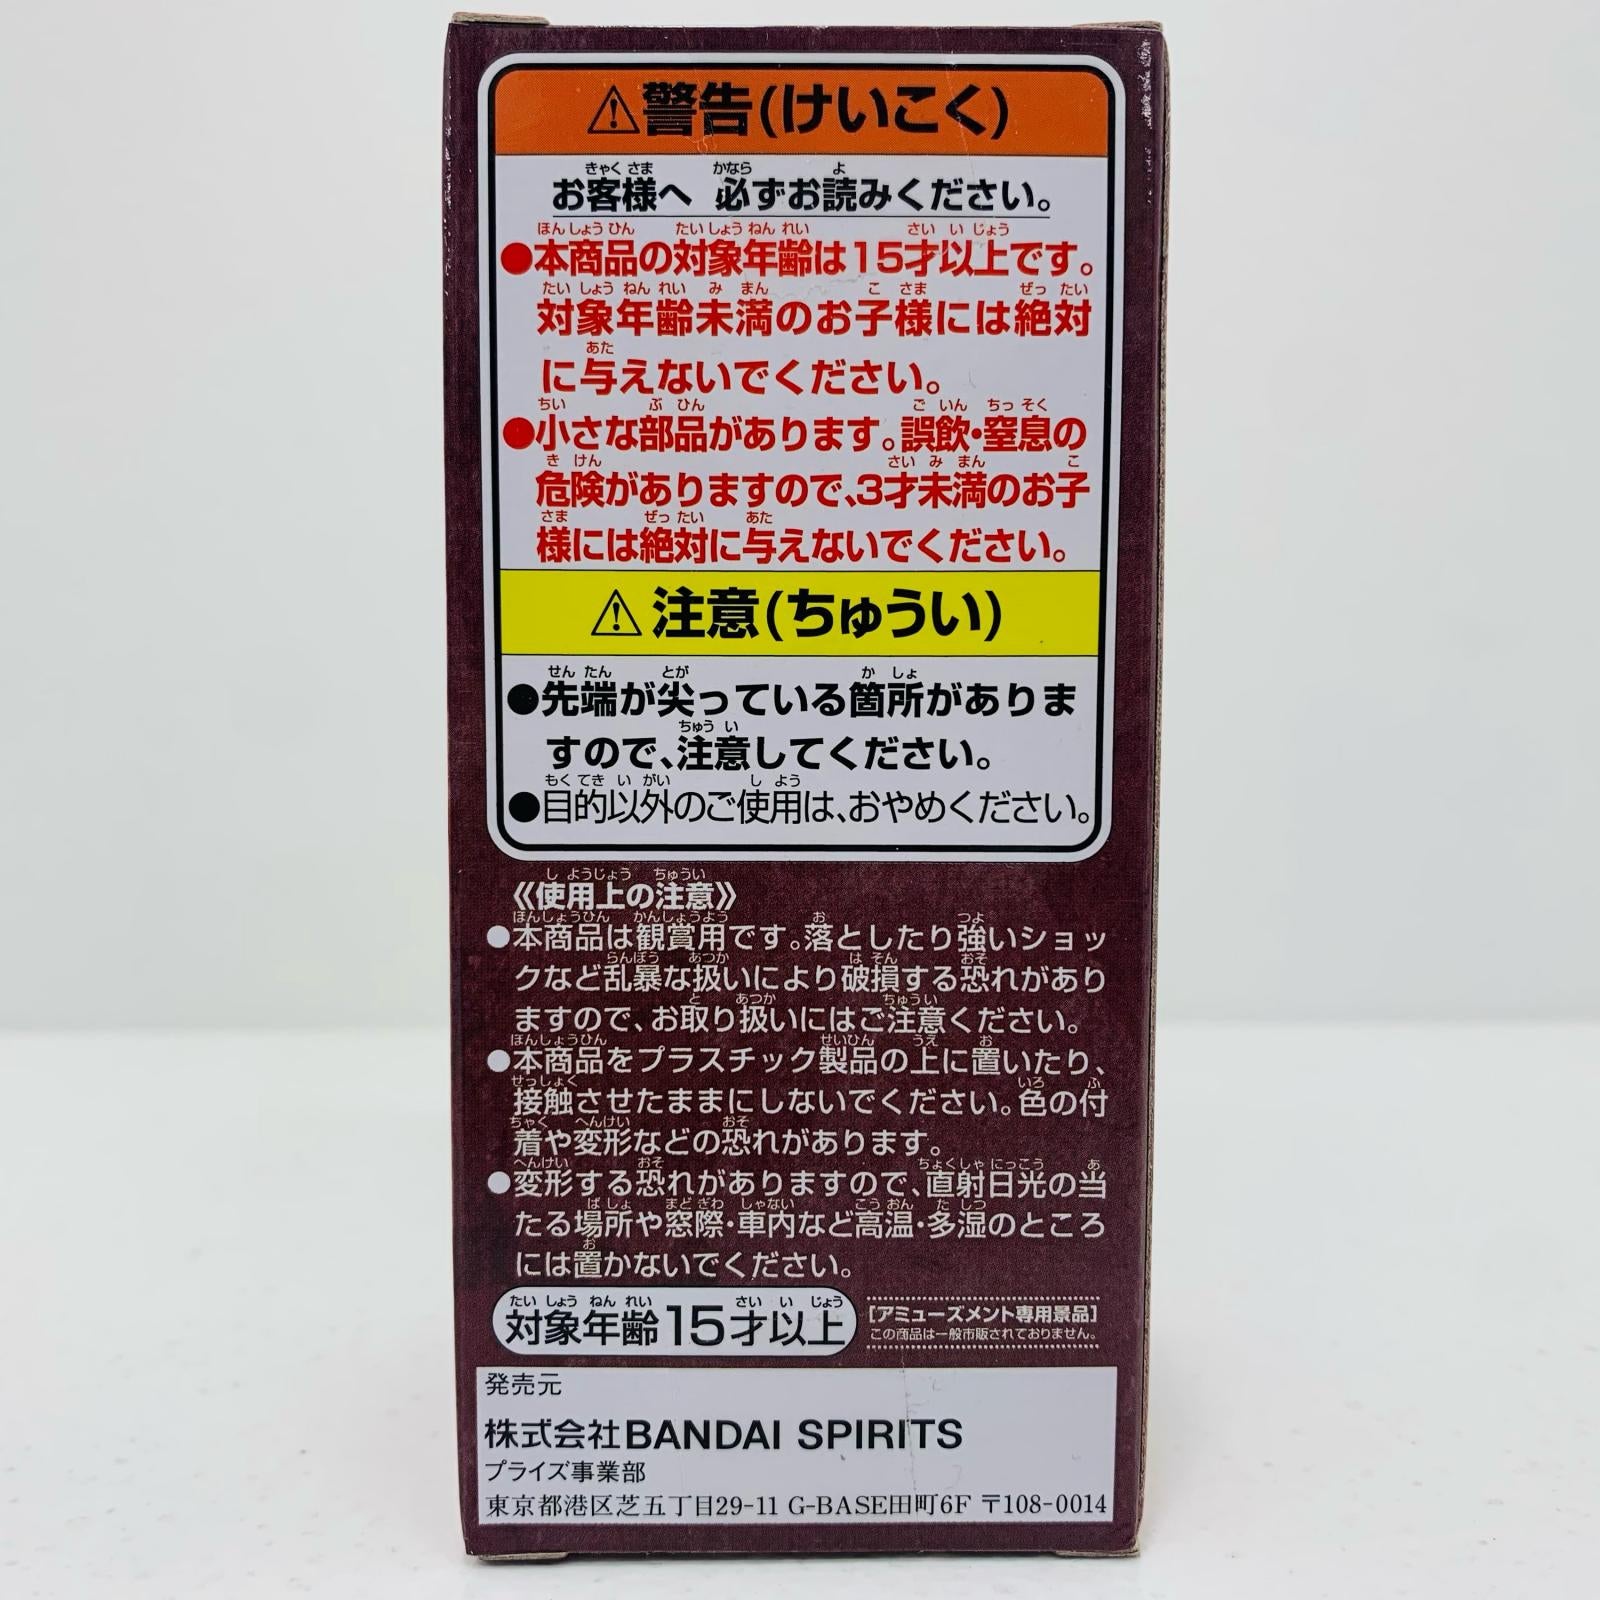 ⚠警告(けいこく)
お客様へ 必ずお読みください。
●本商品の対象年齢は15才以上です。
対象年齢未満のお子様には絶対
に与えないでください。
●小さな部品があります。誤飲・窒息の
危険がありますので、3才未満のお子
様には絶対に与えないでください。
⚠注意(ちゅうい)
●先端が尖っている箇所がありま
すので、注意してください。
●目的以外のご使用は、おやめください。
《使用上の注意》
●本商品は観賞用です。落としたり強いショッ
クなど乱暴な扱いにより破損する恐れがあり
ますので、お取り扱いにはご注意ください。
●本商品をプラスチック製品の上に置いたり、
接触させたままにしないでください。色の付
着や変形などの恐れがあります。
●変形する恐れがありますので、直射日光の当
たる場所や窓際・車内など高温・多湿のところ
には置かないでください。
対象年齢15才以上
[アミューズメント専用景品]
この商品は一般市販されておりません。
発売元
株式会社BANDAI SPIRITS
プライズ事業部
東京都港区芝五丁目29-11 G-BASE田町6F 〒108-0014